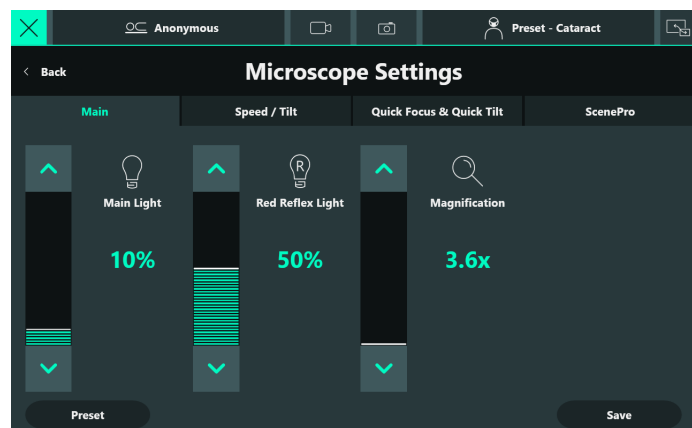 Anonymous
Preset - Cataract
< Back
Microscope Settings
Main
Speed / Tilt
Quick Focus & Quick Tilt
ScenePro
R
Main Light
Red Reflex Light
Magnification
10%
50%
3.6x
Preset
Save